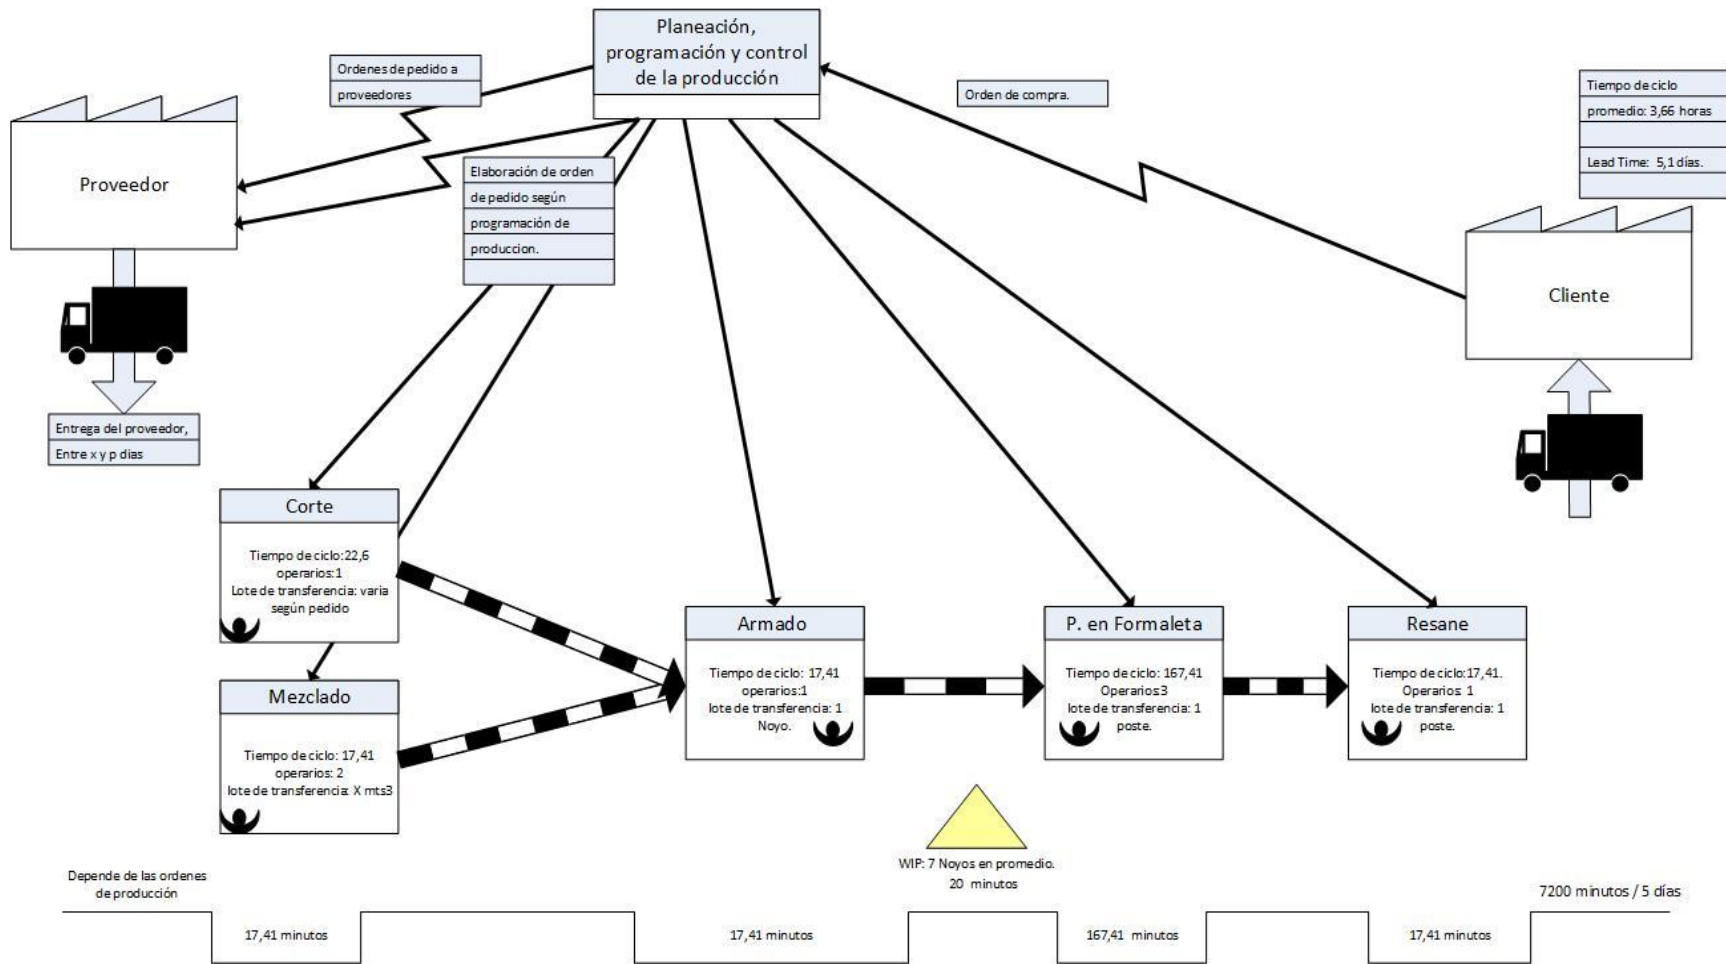 Planeación,
programación y control
de la producción
Ordenes de pedido a
proveedores
Orden de compra.
Tiempo de ciclo
promedio: 3,66 horas
Lead Time: 5,1 días.
Proveedor
Elaboración de orden
de pedido según
programación de
produccion.
Cliente
Entrega del proveedor,
Entre x y p dias
Corte
Tiempo de ciclo:22,6
operarios:1
Lote de transferencia: varia
según pedido
Mezclado
Tiempo de ciclo: 17,41
operarios: 2
lote de transferencia: X mts3
Armado
Tiempo de ciclo: 17,41
operarios:1
lote de transferencia: 1
Noyo.
P. en Formaleta
Tiempo de ciclo: 167,41
Operarios:3
lote de transferencia: 1
poste.
Resane
Tiempo de ciclo:17,41.
Operarios: 1
lote de transferencia: 1
poste.
WIP: 7 Noyos en promedio.
20 minutos
Depende de las ordenes
de producción
7200 minutos / 5 días
17,41 minutos
17,41 minutos
167,41 minutos
17,41 minutos